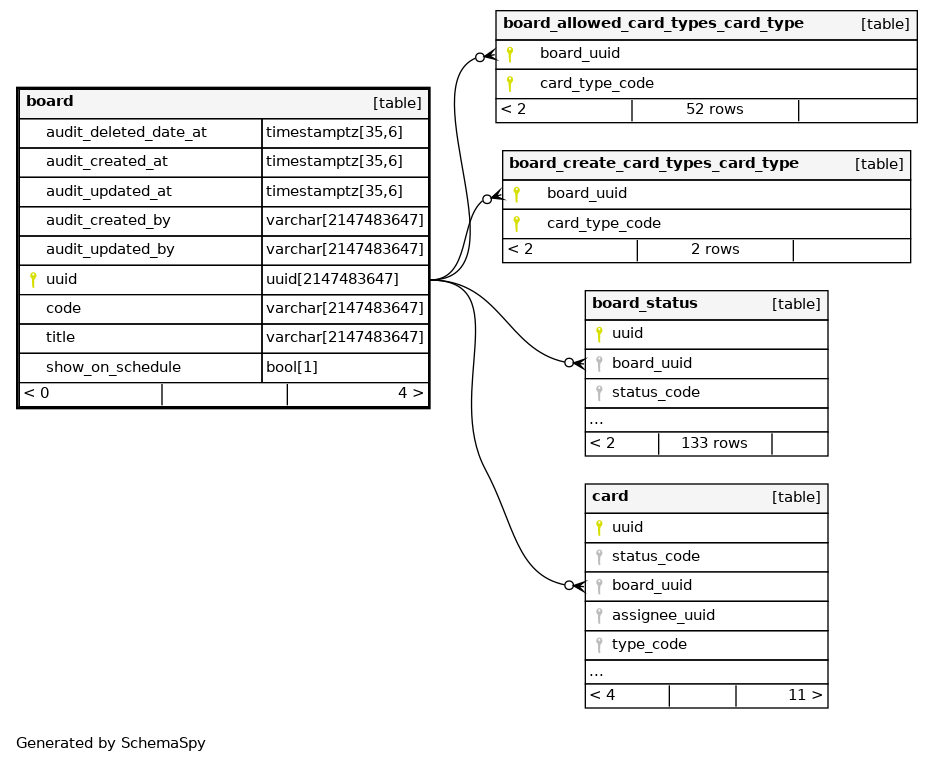 board [table]
audit_deleted_date_at timestamptz[35,6]
audit_created_at timestamptz[35,6]
audit_updated_at timestamptz[35,6]
audit_created_by varchar[2147483647]
audit_updated_by varchar[2147483647]
uuid uuid[2147483647]
code varchar[2147483647]
title varchar[2147483647]
show_on_schedule bool[1]
< 0 4 >
board_allowed_card_types_card_type [table]
board_uuid
card_type_code
< 2 52 rows
board_create_card_types_card_type [table]
board_uuid
card_type_code
< 2 2 rows
board_status [table]
uuid
board_uuid
status_code
...
< 2 133 rows
card [table]
uuid
status_code
board_uuid
assignee_uuid
type_code
...
< 4 11 >
Generated by SchemaSpy